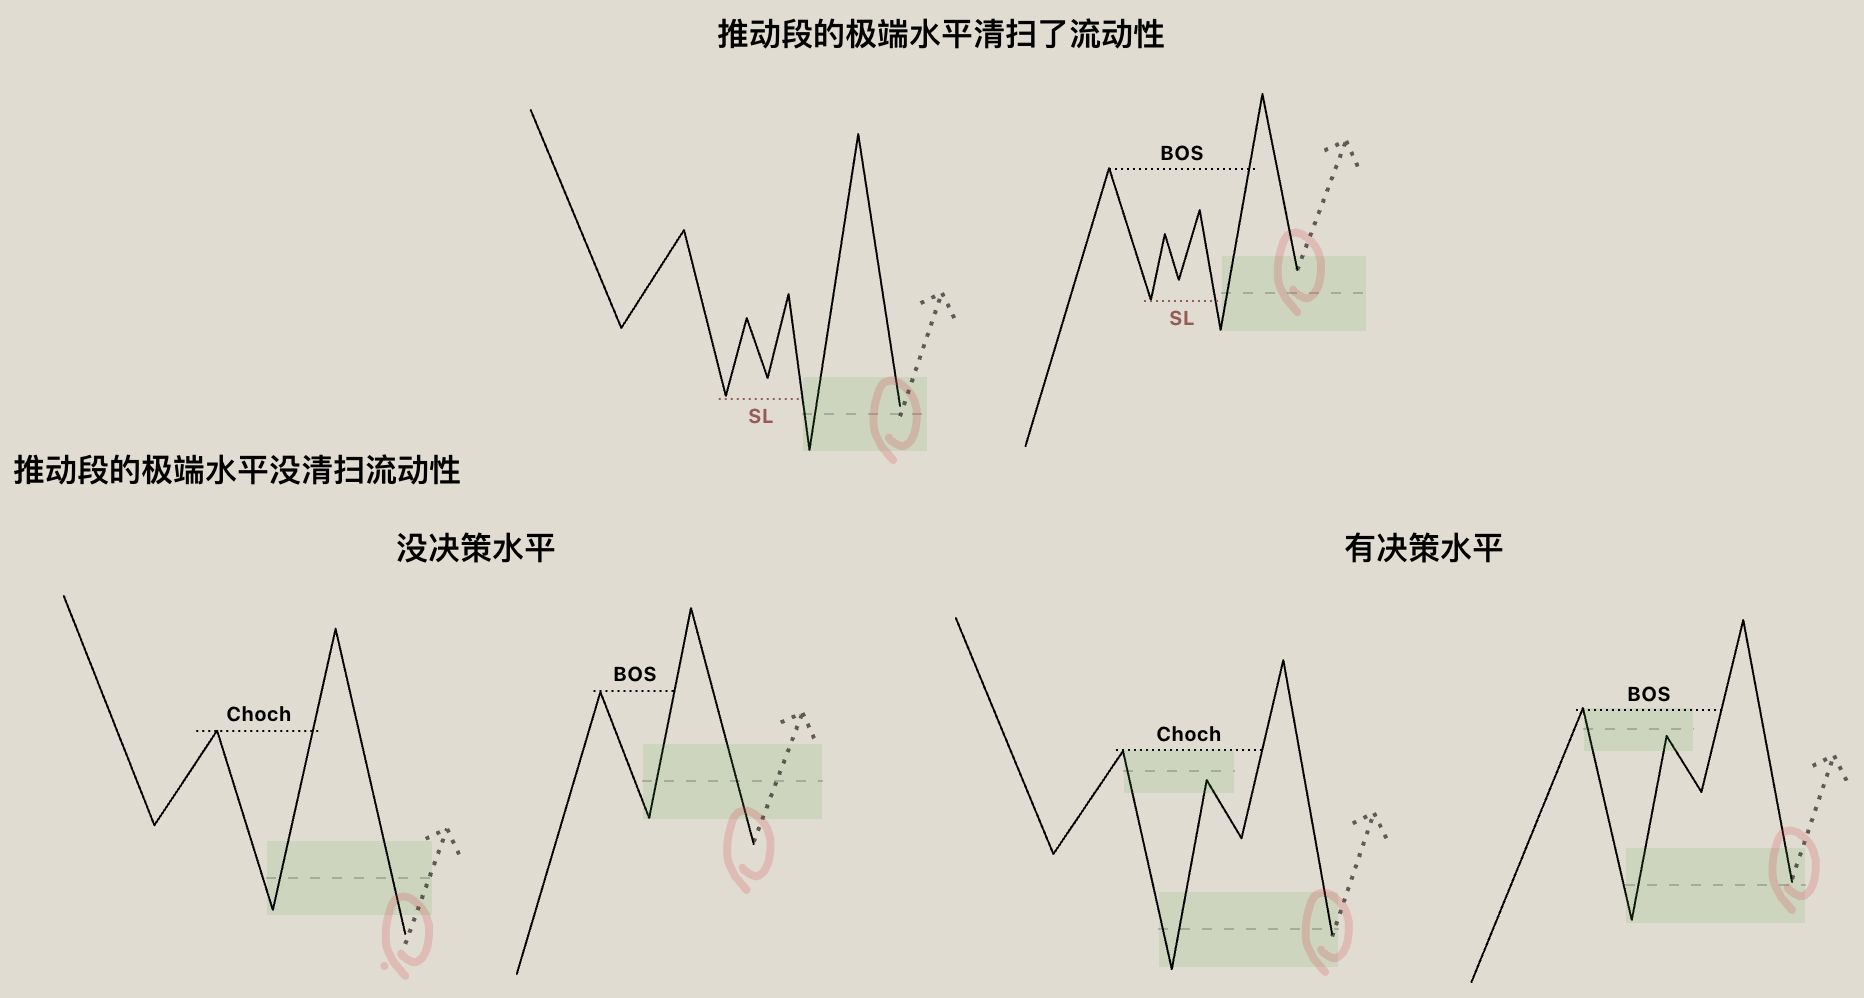 推动段的极端水平清扫了流动性
BOS
SL
SL
推动段的极端水平没清扫流动性
没决策水平
有决策水平
BOS
Choch
BOS
Choch